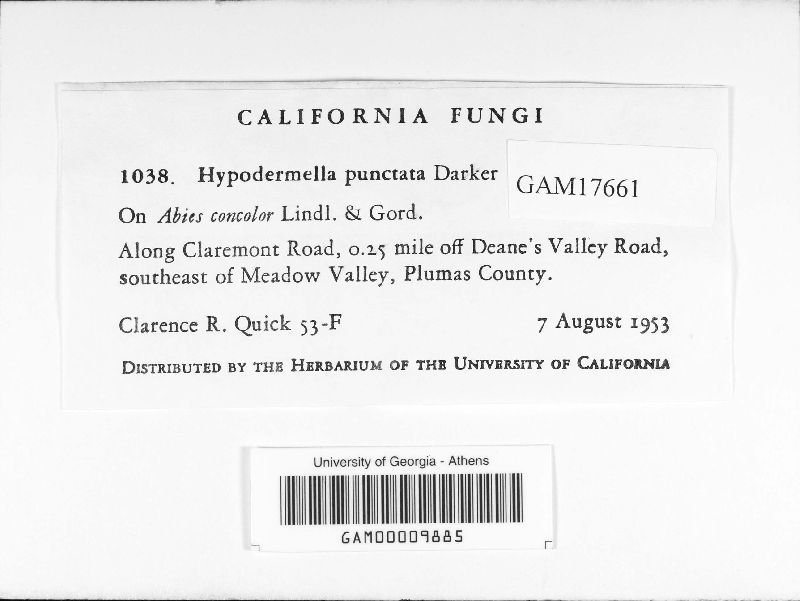 CALIFORNIA FUNGI
1038. Hypodermella punctata Darker
GAM17661
On Abies concolor Lindl. & Gord.
Along Claremont Road, 0.25 mile off Deane's Valley Road,
southeast of Meadow Valley, Plumas County.
Clarence R. Quick 53-F 7 August 1953
DISTRIBUTED BY THE HERBARIUM OF THE UNIVERSITY OF CALIFORNIA
University of Georgia - Athens
GAM00009885